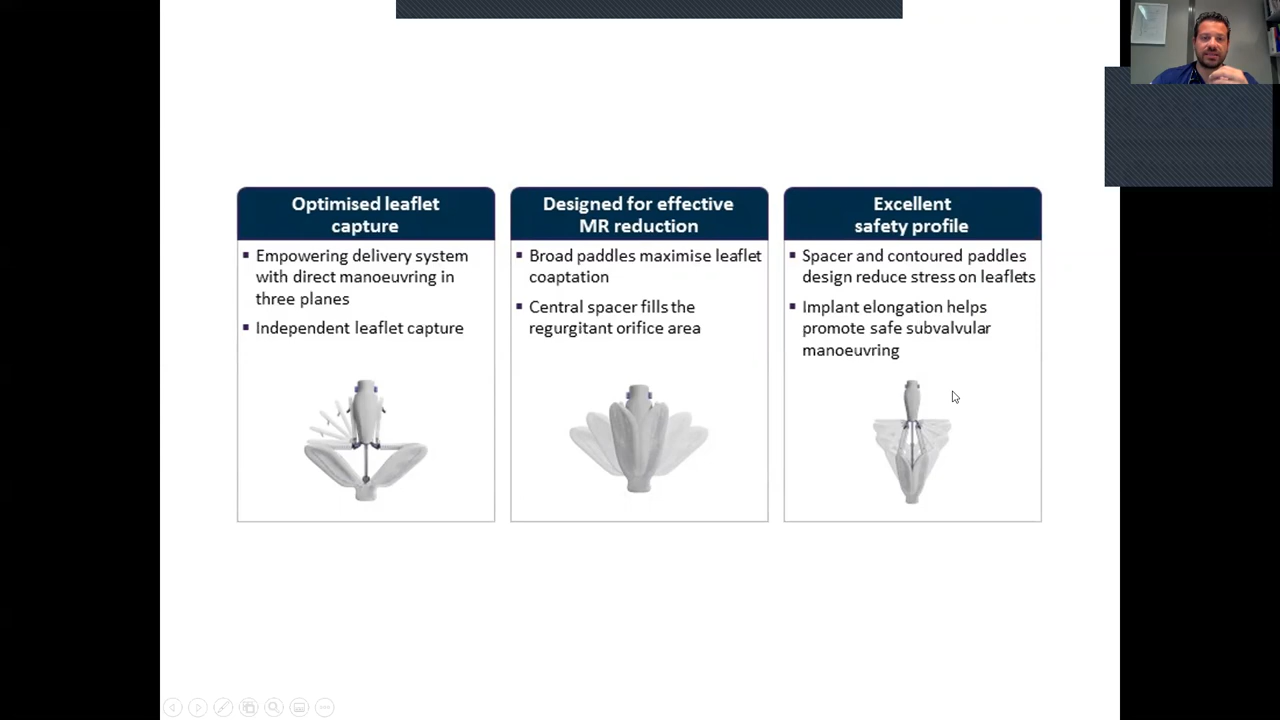 Optimised leaflet
capture
▪ Empowering delivery system
with direct manoeuvring in
three planes
▪ Independent leaflet capture
Designed for effective
MR reduction
▪ Broad paddles maximise leaflet
coaptation
▪ Central spacer fills the
regurgitant orifice area
Excellent
safety profile
▪ Spacer and contoured paddles
design reduce stress on leaflets
▪ Implant elongation helps
promote safe subvalvular
manoeuvring